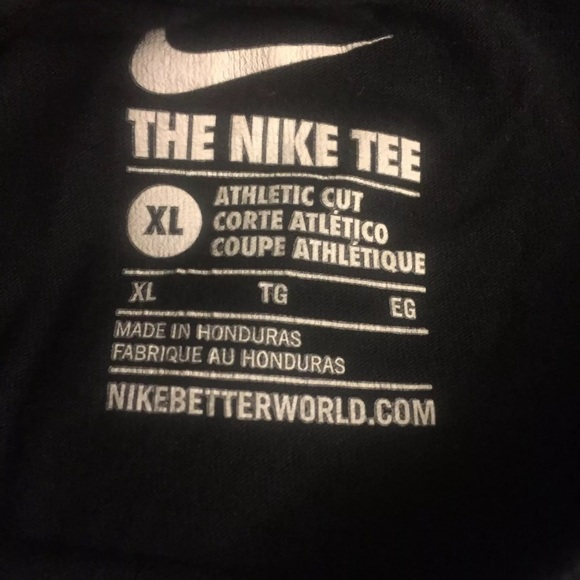 THE NIKE TEE
XL
ATHLETIC CUT
CORTE ATLÉTICO
COUPE ATHLÉTIQUE
XL TG EG
MADE IN HONDURAS
FABRIQUE AU HONDURAS
NIKEBETTERWORLD.COM